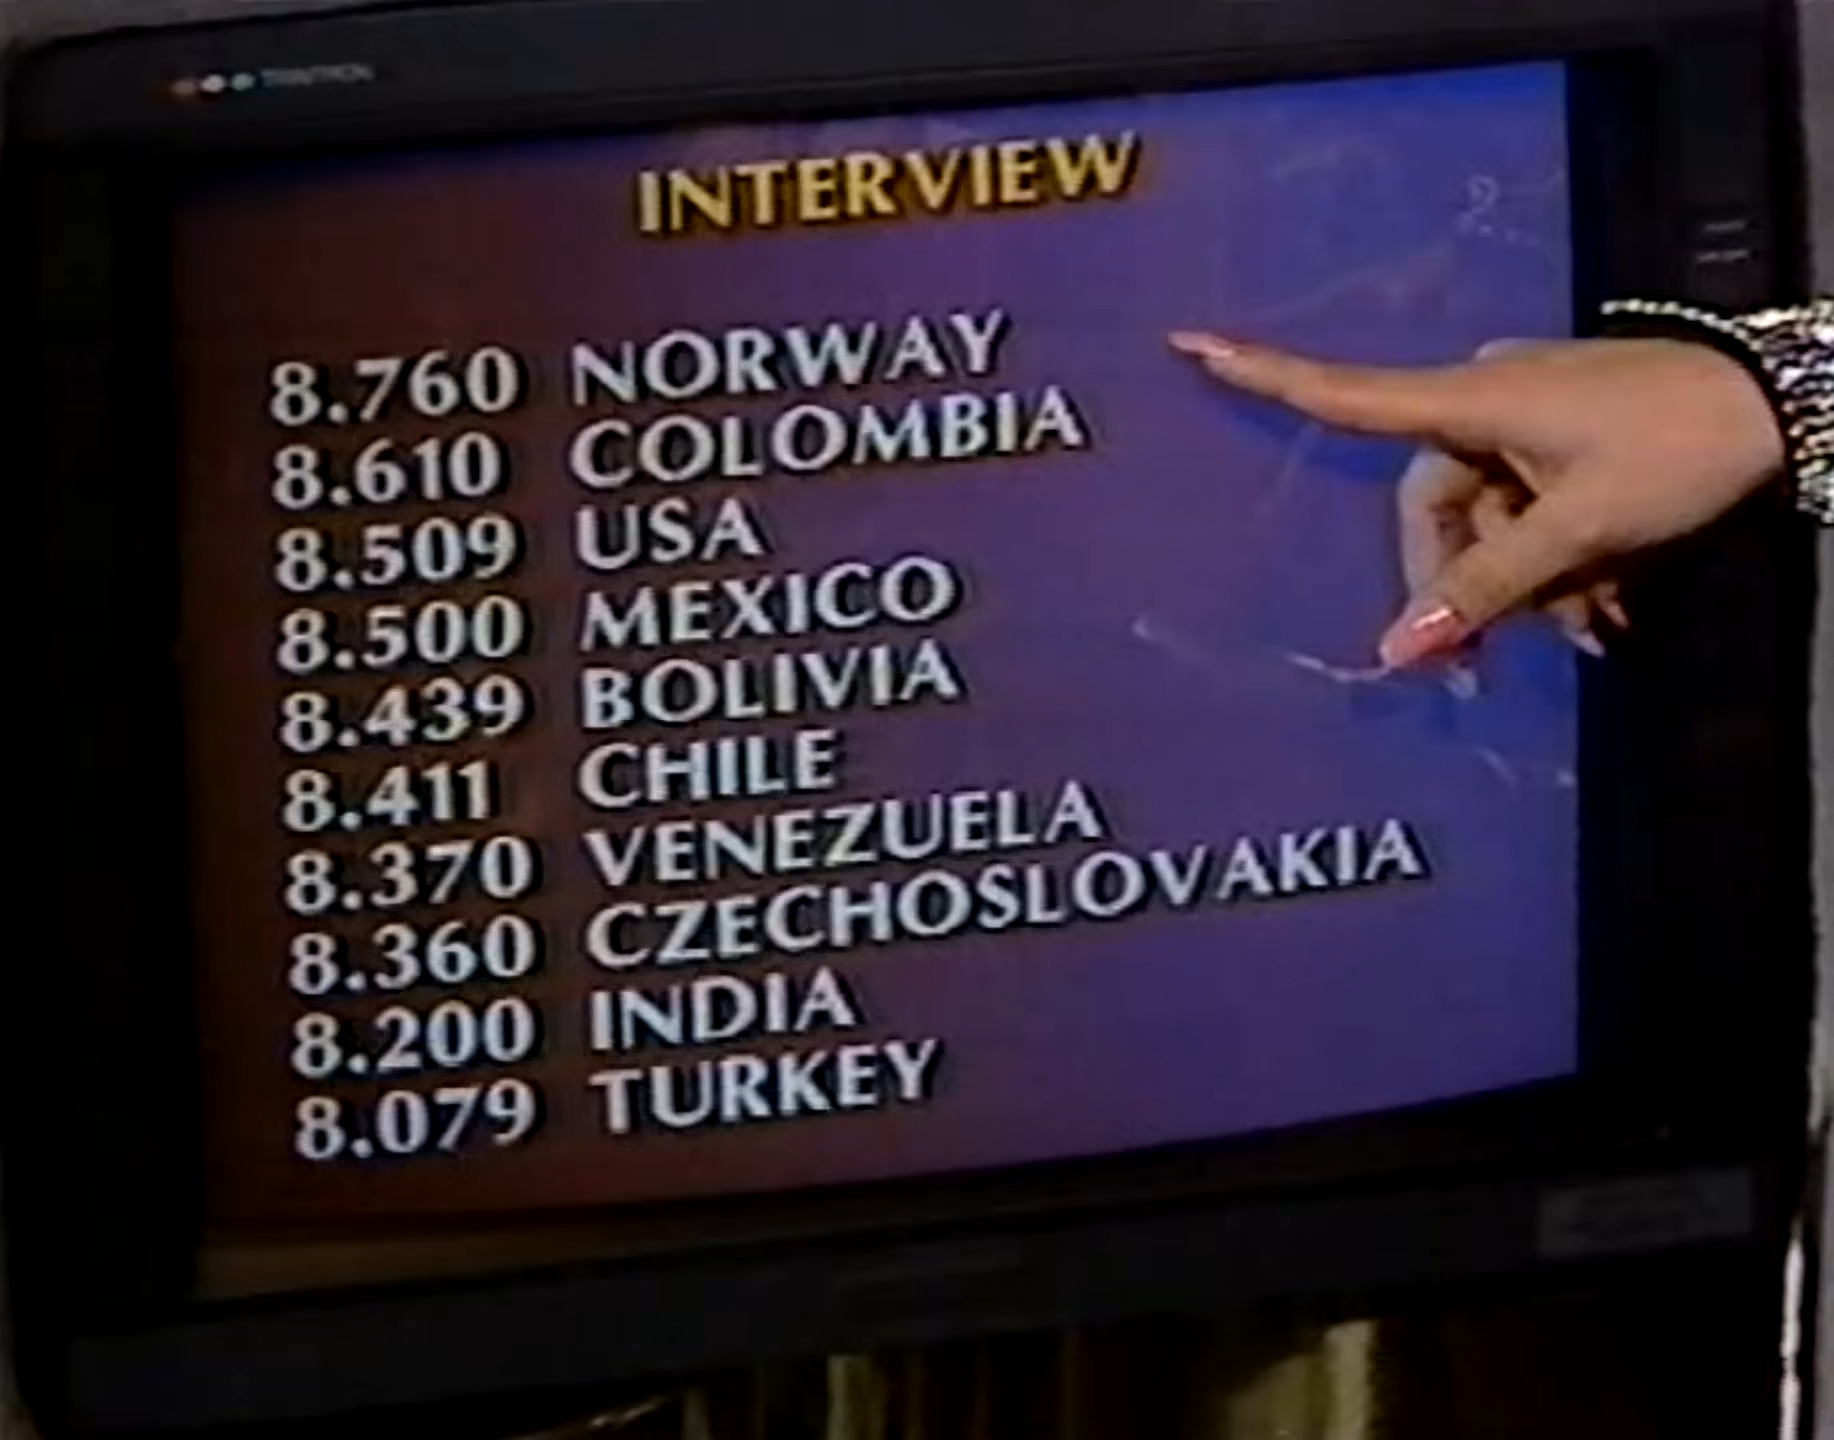 INTERVIEW
8.760 NORWAY
8.610 COLOMBIA
8.509 USA
8.500 MEXICO
8.439 BOLIVIA
8.411 CHILE
8.370 VENEZUELA
8.360 CZECHOSLOVAKIA
8.200 INDIA
8.079 TURKEY